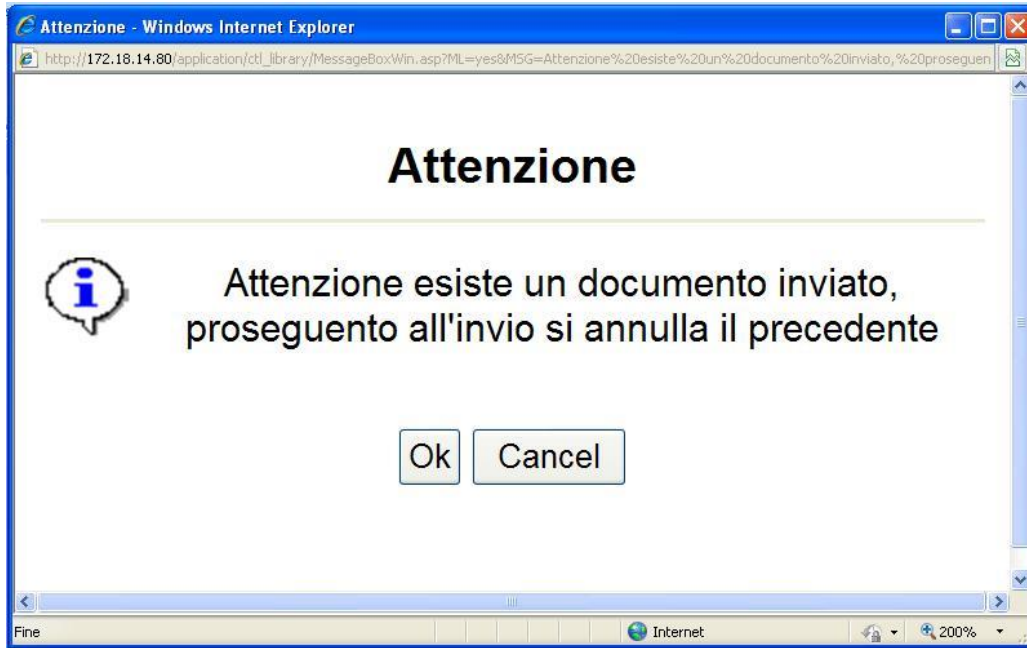 Attenzione - Windows Internet Explorer
http://172.18.14.80/application/ctl_library/MessageBoxWin.asp?ML=yes&MSG=Attenzione%20esiste%20un%20documento%20inviato,%20proseguen
Attenzione
Attenzione esiste un documento inviato,
proseguento all'invio si annulla il precedente
Ok Cancel
Fine Internet 200%